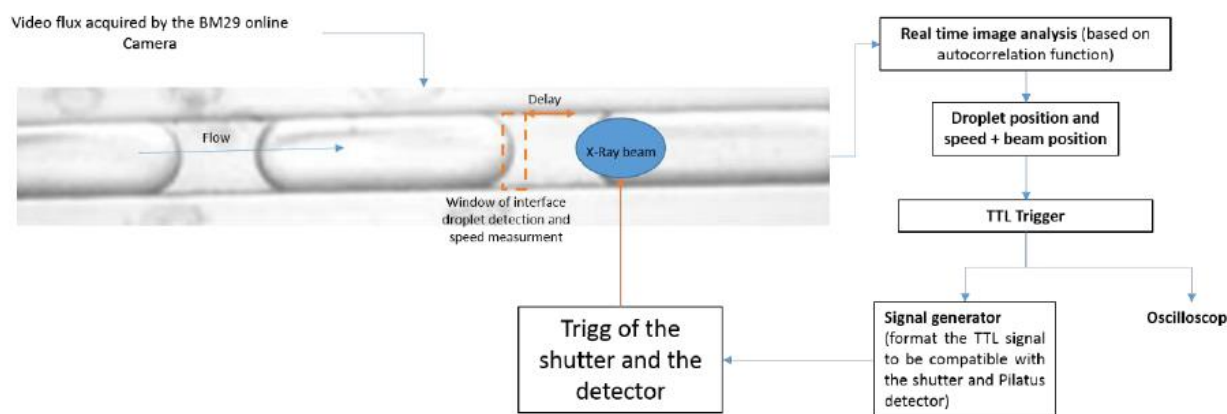 Video flux acquired by the BM29 online
Camera
Flow
Delay
X-Ray beam
Window of interface
droplet detection and
speed measurment
Real time image analysis (based on
autocorrelation function)
Droplet position and
speed + beam position
TTL Trigger
Signal generator
(format the TTL signal
to be compatible with
the shutter and Pilatus
detector)
Oscilloscop
Trigg of the
shutter and the
detector